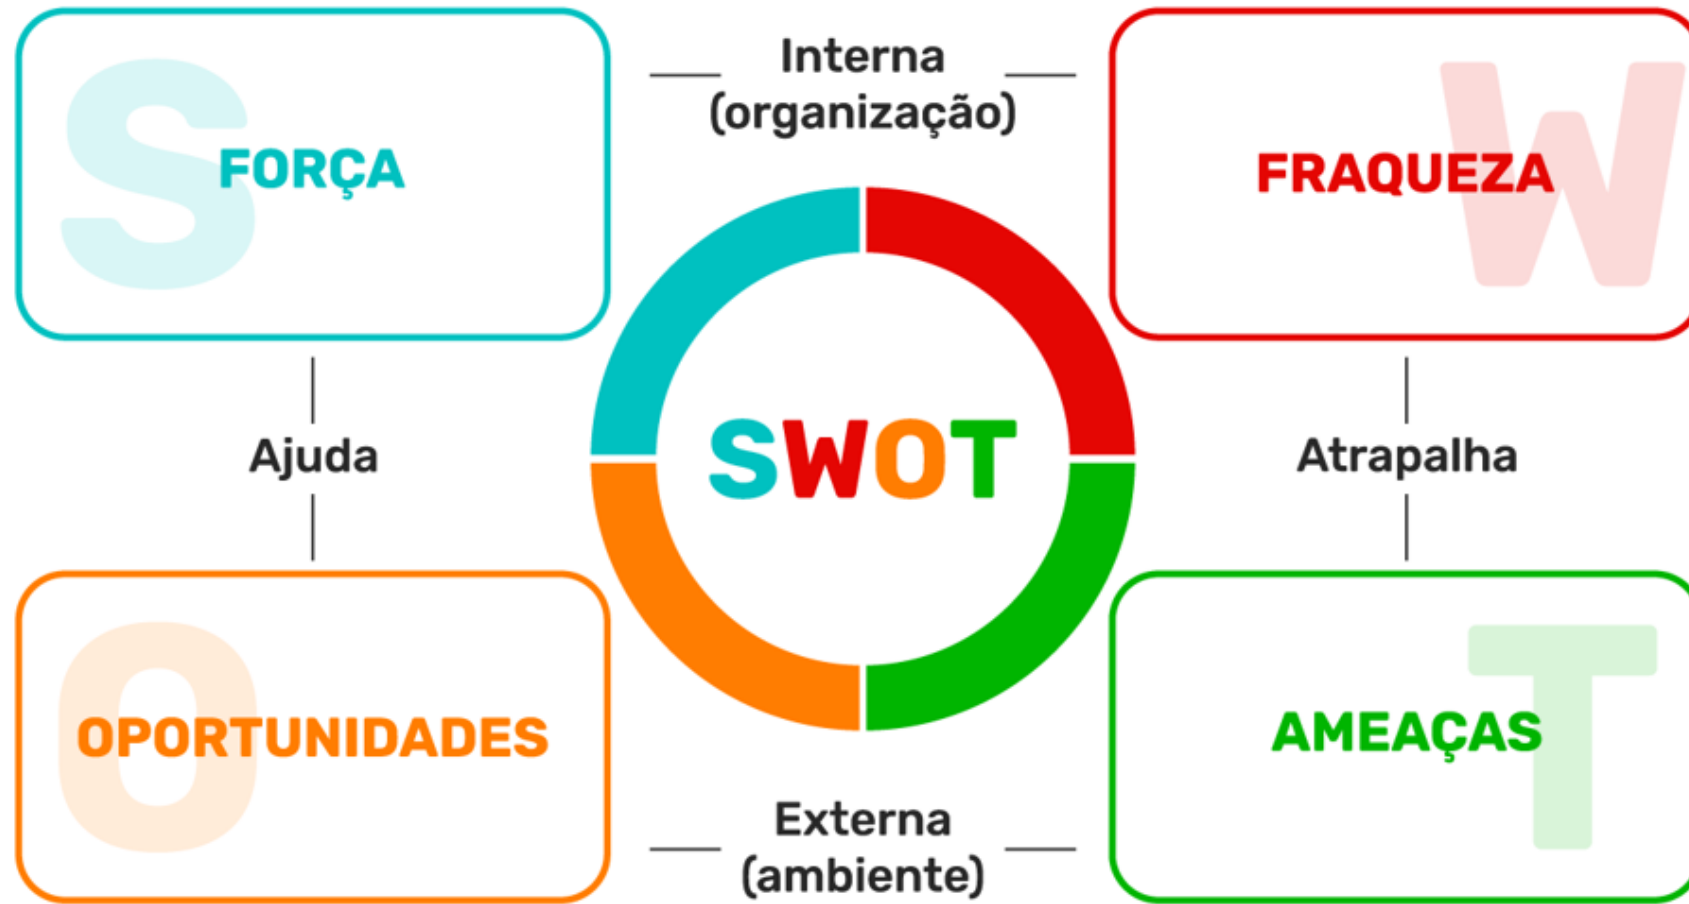 S
FORÇA
Interna
(organização)
W
FRAQUEZA
Ajuda
SWOT
Atrapalha
O
OPORTUNIDADES
Externa
(ambiente)
T
AMEAÇAS